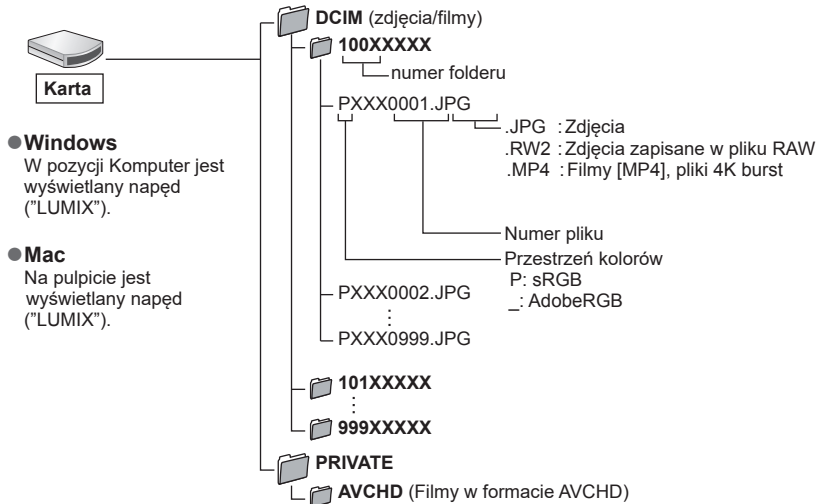 DCIM (zdjęcia/filmy)
100XXXXX
numer folderu
Karta
PXXX0001.JPG
.JPG : Zdjęcia
.RW2 : Zdjęcia zapisane w pliku RAW
.MP4 : Filmy [MP4], pliki 4K burst
●Windows
W pozycji Komputer jest
wyświetlany napęd
("LUMIX").
Numer pliku
Przestrzeń kolorów
P: sRGB
_: AdobeRGB
●Mac
Na pulpicie jest
wyświetlany napęd
("LUMIX").
PXXX0002.JPG
PXXX0999.JPG
101XXXXX
999XXXXX
PRIVATE
AVCHD (Filmy w formacie AVCHD)